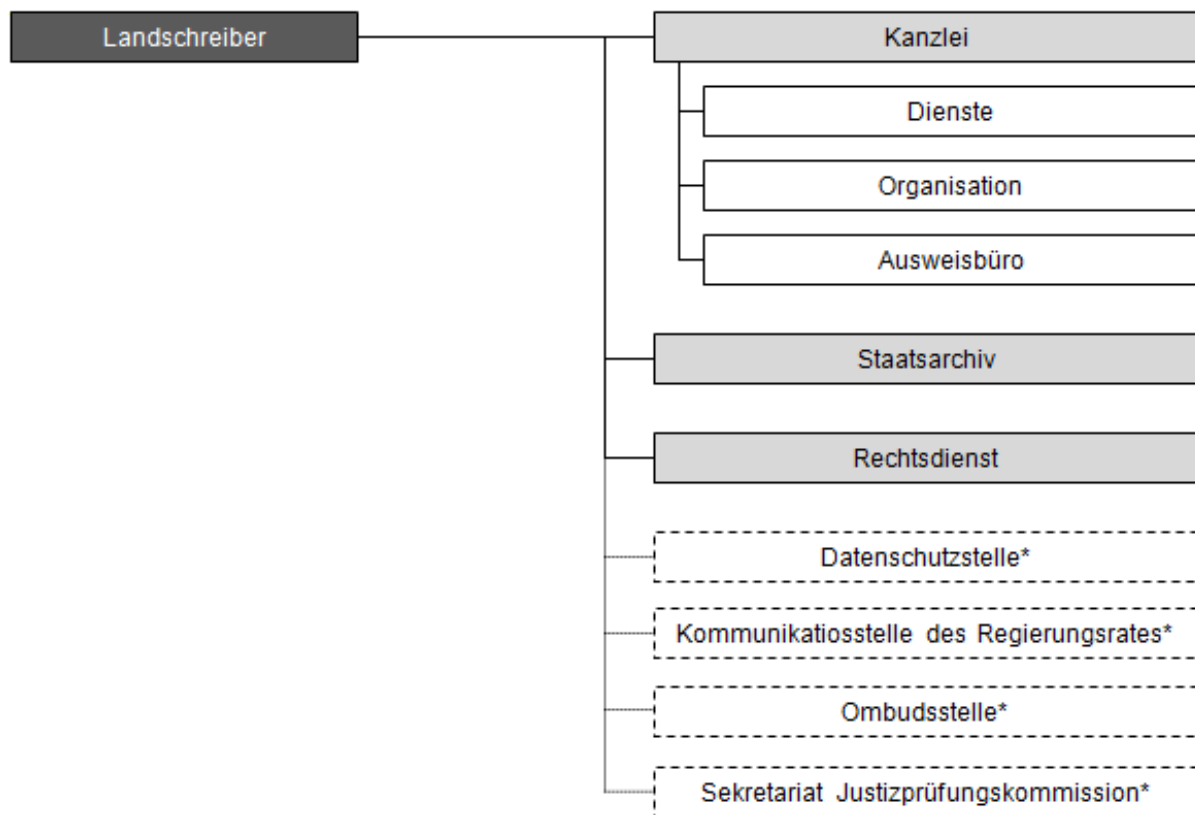 Landschreiber
Kanzlei
Dienste
Organisation
Ausweisbüro
Staatsarchiv
Rechtsdienst
Datenschutzstelle*
Kommunikatiosstelle des Regierungsrates*
Ombudsstelle*
Sekretariat Justizprüfungskommission*